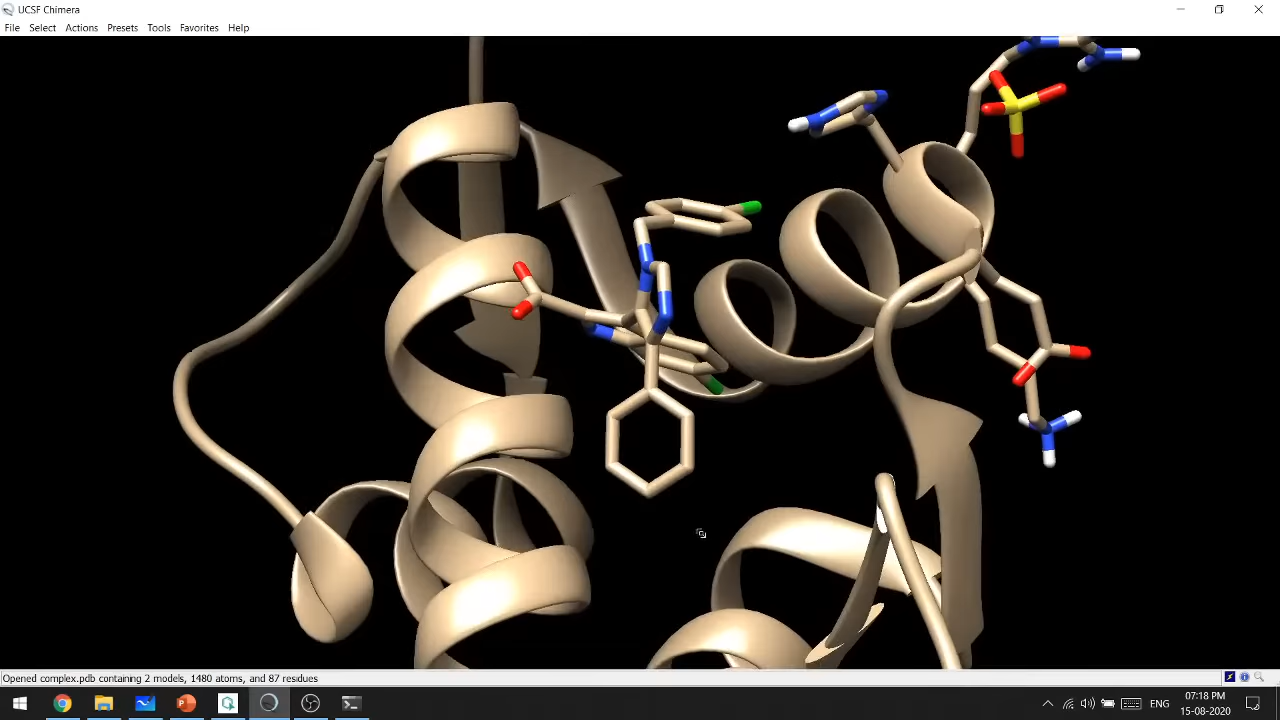 UCSF Chimera
File Select Actions Presets Tools Favorites Help
Opened complex.pdb containing 2 models, 1480 atoms, and 87 residues
ENG
07:18 PM
15-08-2020